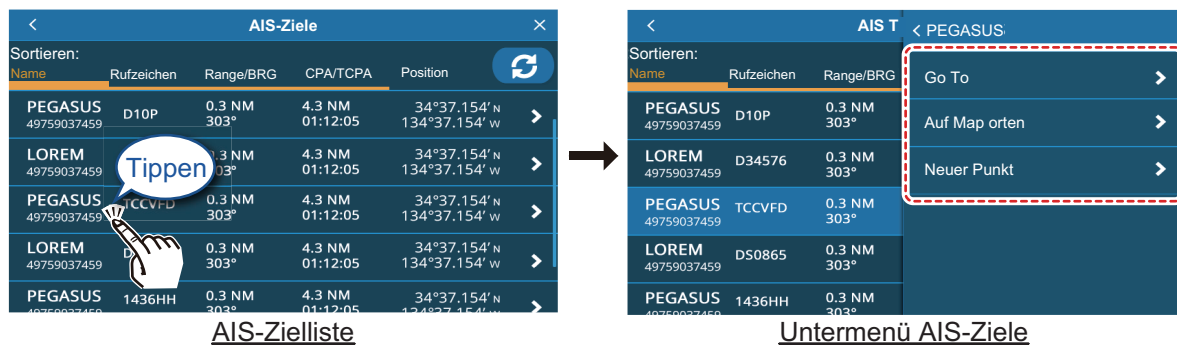 AIS-Ziele
Sortieren:
Name Rufzeichen Range/BRG CPA/TCPA Position
PEGASUS D10P 0.3 NM 4.3 NM 34°37.154′ N
49759037459 303° 01:12:05 134°37.154′ W
LOREM 0.3 NM 4.3 NM 34°37.154′ N
49759037459 303° 01:12:05 134°37.154′ W
Tippen
PEGASUS TCCVFD 0.3 NM 4.3 NM 34°37.154′ N
49759037459 303° 01:12:05 134°37.154′ W
LOREM D 0.3 NM 4.3 NM 34°37.154′ N
49759037459 303° 01:12:05 134°37.154′ W
PEGASUS 1436HH 0.3 NM 4.3 NM 34°37.154′ N
49759037459 303° 01:12:05 134°37.154′ W
AIS-Zielliste
AIS T
Sortieren:
Name Rufzeichen Range/BRG
PEGASUS D10P 0.3 NM
49759037459 303°
LOREM D34576 0.3 NM
49759037459 303°
PEGASUS TCCVFD 0.3 NM
49759037459 303°
LOREM DS0865 0.3 NM
49759037459 303°
PEGASUS 1436HH 0.3 NM
49759037459 303°
< PEGASUS
Go To
Auf Map orten
Neuer Punkt
Untermenü AIS-Ziele